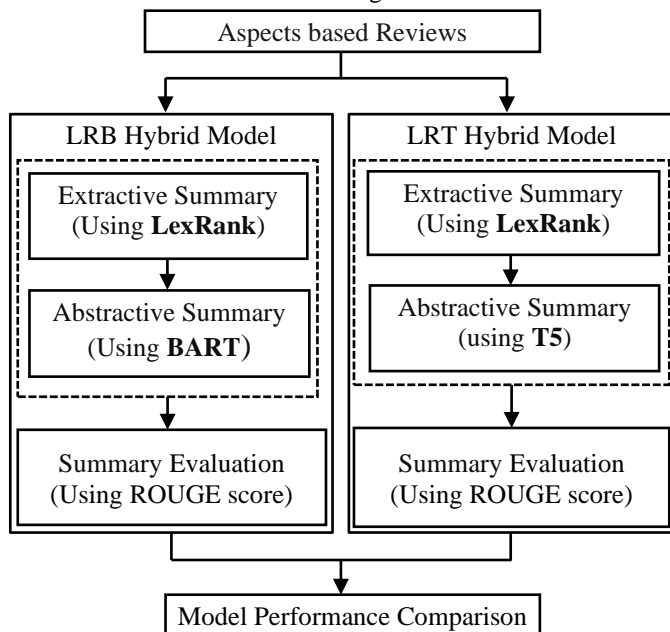 Aspects based Reviews
LRB Hybrid Model
Extractive Summary
(Using LexRank)
Abstractive Summary
(Using BART)
Summary Evaluation
(Using ROUGE score)
LRT Hybrid Model
Extractive Summary
(Using LexRank)
Abstractive Summary
(using T5)
Summary Evaluation
(Using ROUGE score)
Model Performance Comparison